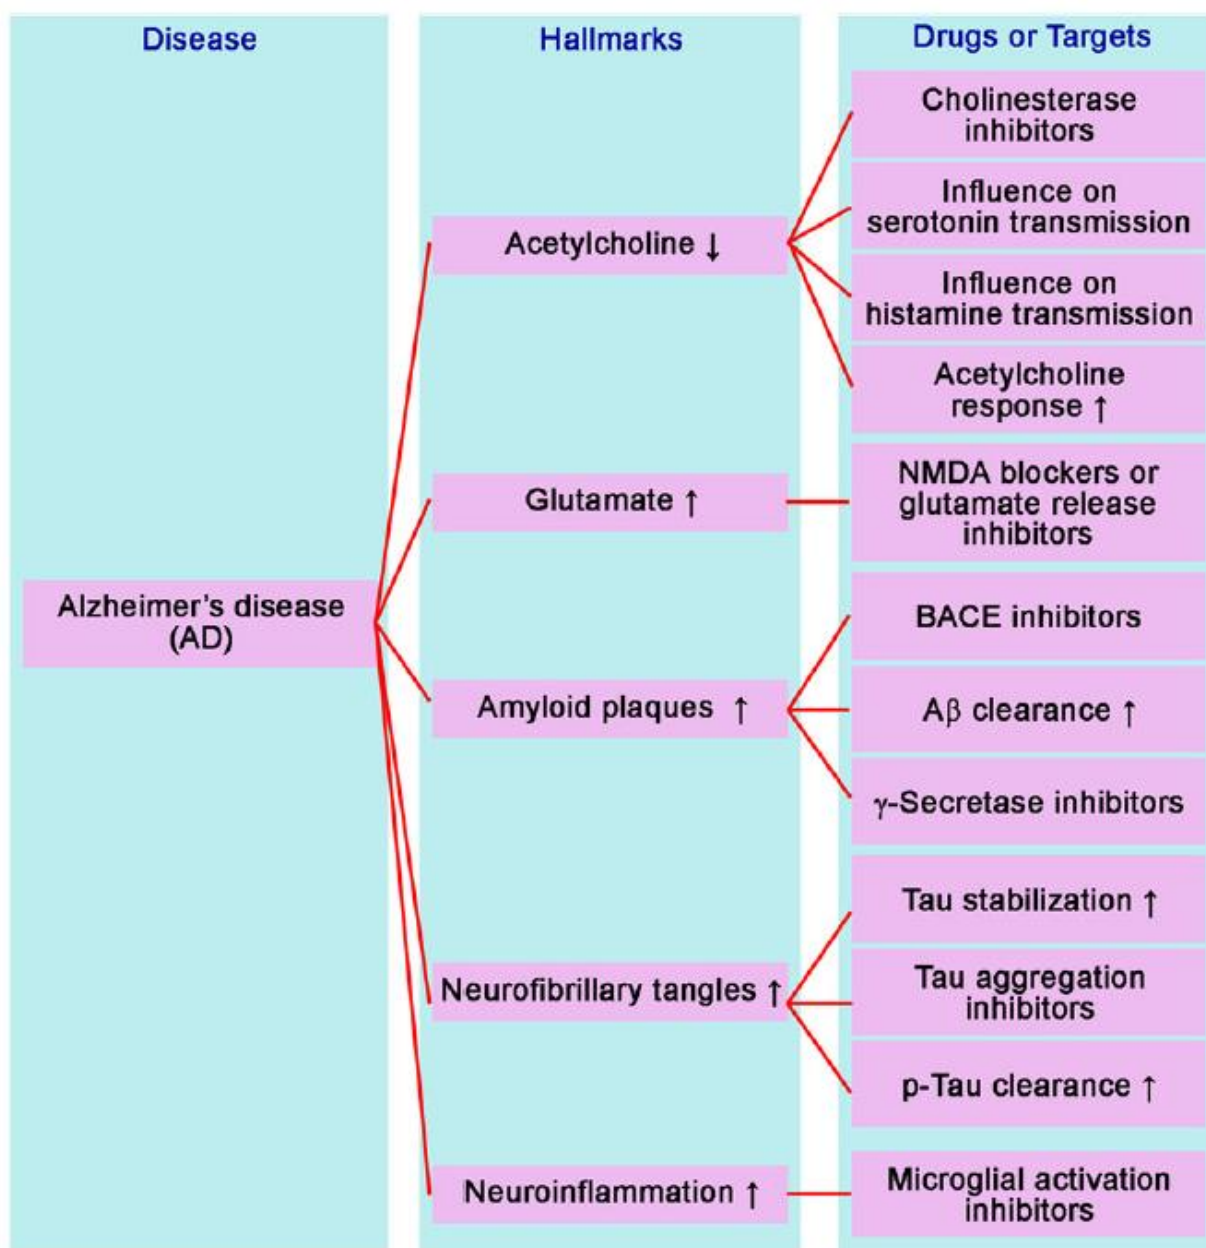 Disease
Hallmarks
Drugs or Targets
Cholinesterase
inhibitors
Influence on
serotonin transmission
Acetylcholine ↓
Influence on
histamine transmission
Acetylcholine
response ↑
Glutamate ↑
NMDA blockers or
glutamate release
inhibitors
Alzheimer's disease
(AD)
BACE inhibitors
Amyloid plaques ↑
Aβ clearance ↑
γ-Secretase inhibitors
Tau stabilization ↑
Neurofibrillary tangles ↑
Tau aggregation
inhibitors
p-Tau clearance ↑
Neuroinflammation ↑
Microglial activation
inhibitors